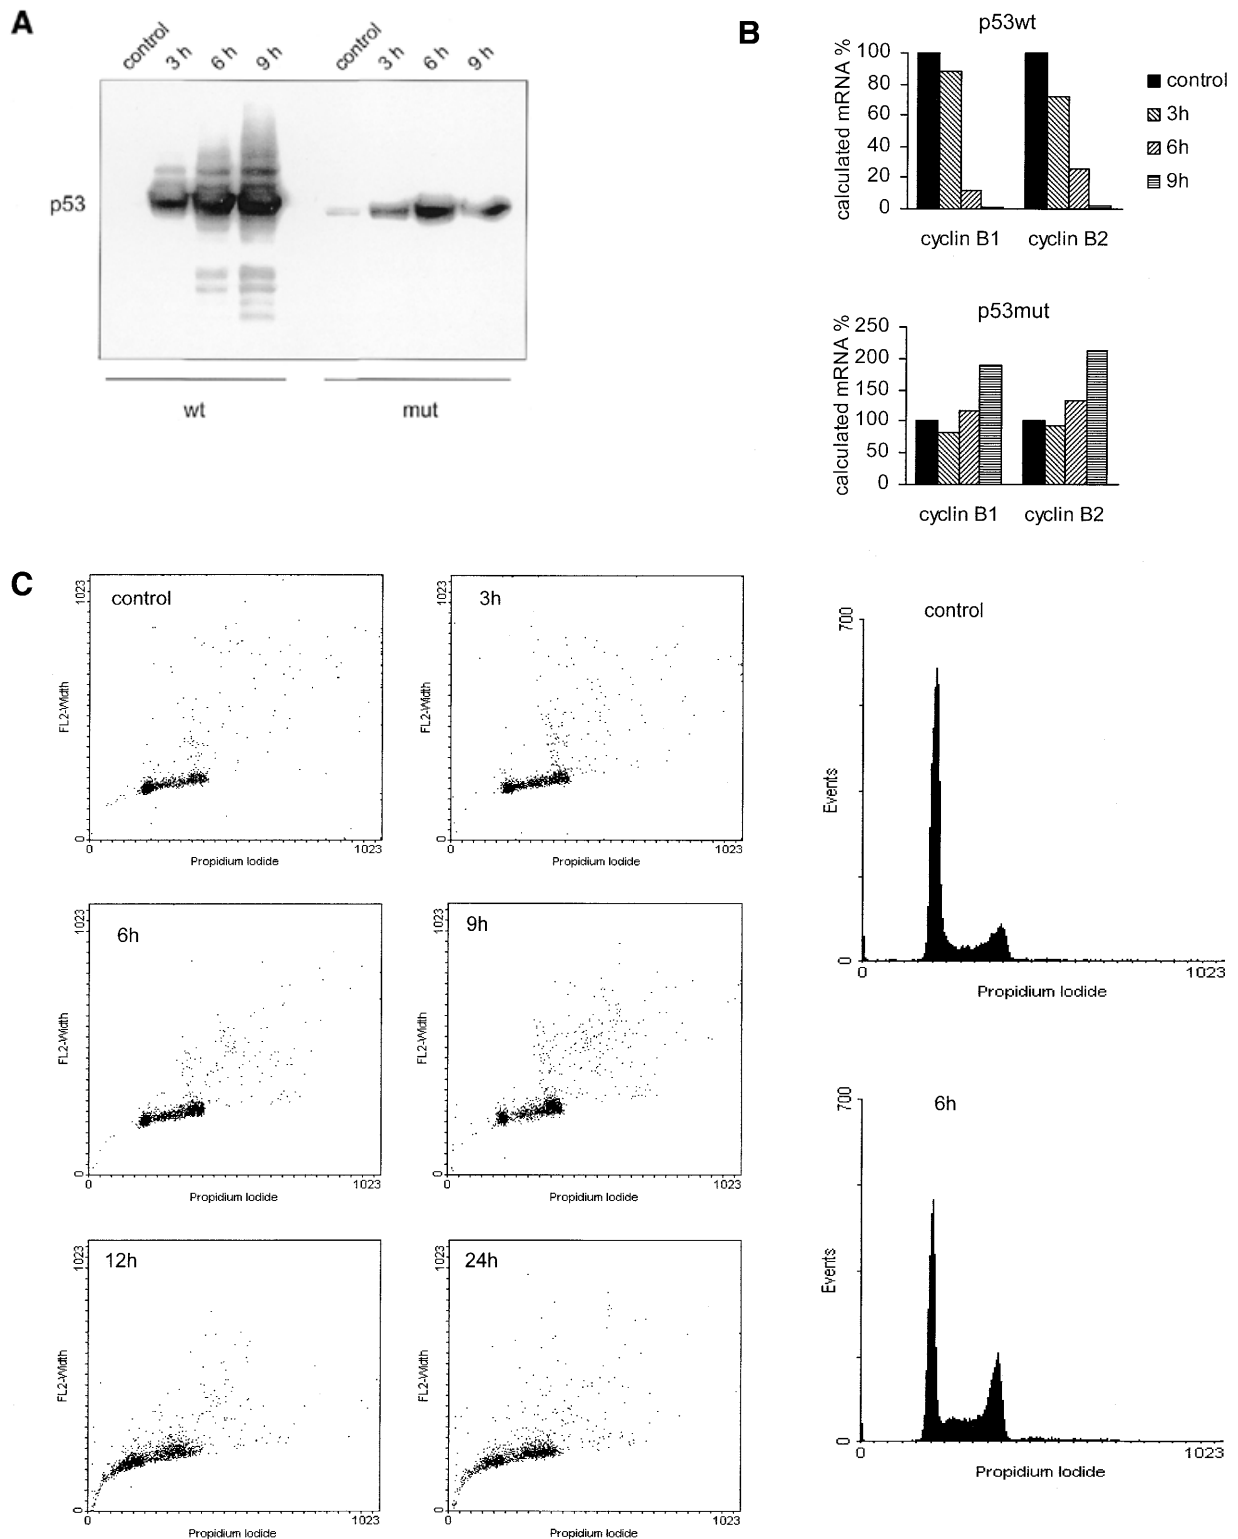 A
control
3 h
6 h
9 h
control
3 h
6 h
9 h
p53
wt
mut
B
p53wt
calculated mRNA %
100
80
60
40
20
0
cyclin B1
cyclin B2
control
3h
6h
9h
p53mut
calculated mRNA %
250
200
150
100
50
0
cyclin B1
cyclin B2
C
control
1023
FL2-Width
0
0
1023
Propidium Iodide
3h
1023
FL2-Width
0
0
1023
Propidium Iodide
control
700
Events
0
0
1023
Propidium Iodide
6h
1023
FL2-Width
0
0
1023
Propidium Iodide
9h
1023
FL2-Width
0
0
1023
Propidium Iodide
6h
700
Events
0
0
1023
Propidium Iodide
12h
1023
FL2-Width
0
0
1023
Propidium Iodide
24h
1023
FL2-Width
0
0
1023
Propidium Iodide